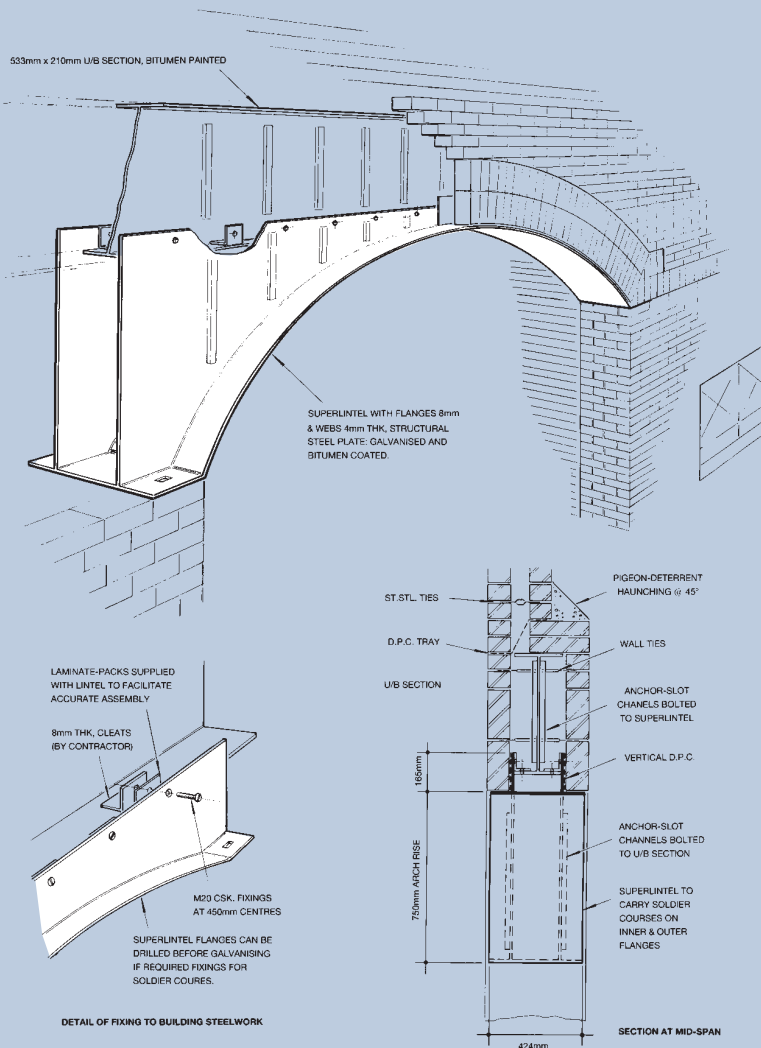 533mm x 210mm U/B SECTION, BITUMEN PAINTED
SUPERLINTEL WITH FLANGES 8mm
& WEBS 4mm THK, STRUCTURAL
STEEL PLATE: GALVANISED AND
BITUMEN COATED.
LAMINATE-PACKS SUPPLIED
WITH LINTEL TO FACILITATE
ACCURATE ASSEMBLY
8mm THK, CLEATS
(BY CONTRACTOR)
M20 CSK. FIXINGS
AT 450mm CENTRES
SUPERLINTEL FLANGES CAN BE
DRILLED BEFORE GALVANISING
IF REQUIRED FIXINGS FOR
SOLDIER COURES.
DETAIL OF FIXING TO BUILDING STEELWORK
ST.STL. TIES
D.P.C. TRAY
U/B SECTION
165mm
750mm ARCH RISE
424mm
PIGEON-DETERRENT
HAUNCHING @ 45°
WALL TIES
ANCHOR-SLOT
CHANELS BOLTED
TO SUPERLINTEL
VERTICAL D.P.C.
ANCHOR-SLOT
CHANNELS BOLTED
TO U/B SECTION
SUPERLINTEL TO
CARRY SOLDIER
COURSES ON
INNER & OUTER
FLANGES
SECTION AT MID-SPAN